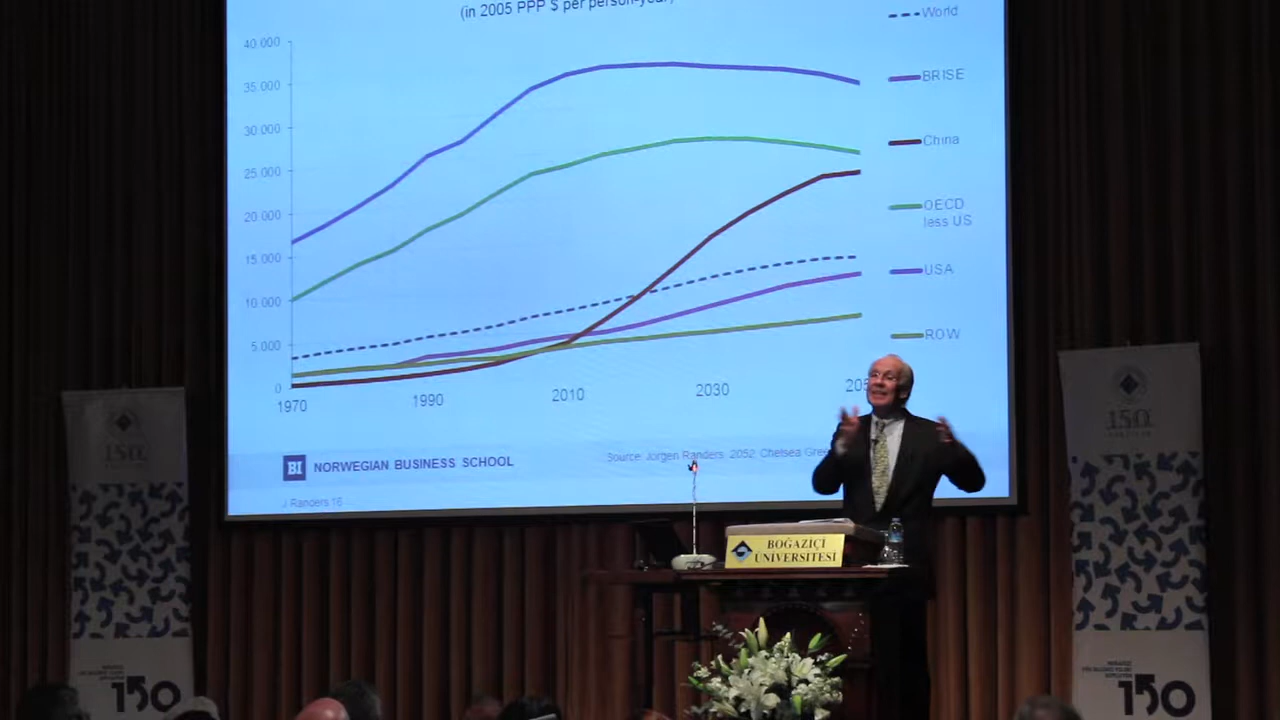 (in 2005 PPP $ per person-year)
40 000
35 000
30 000
25 000
20 000
15 000
10 000
5 000
0
1970
1990
2010
2030
205
World
BRISE
China
OECD
less US
USA
ROW
BI NORWEGIAN BUSINESS SCHOOL
Source: Jorgen Randers, 2052, Chelsea Gree
J Randers 16
BOĞAZİÇİ
ÜNİVERSİTESİ
150
150
150
150